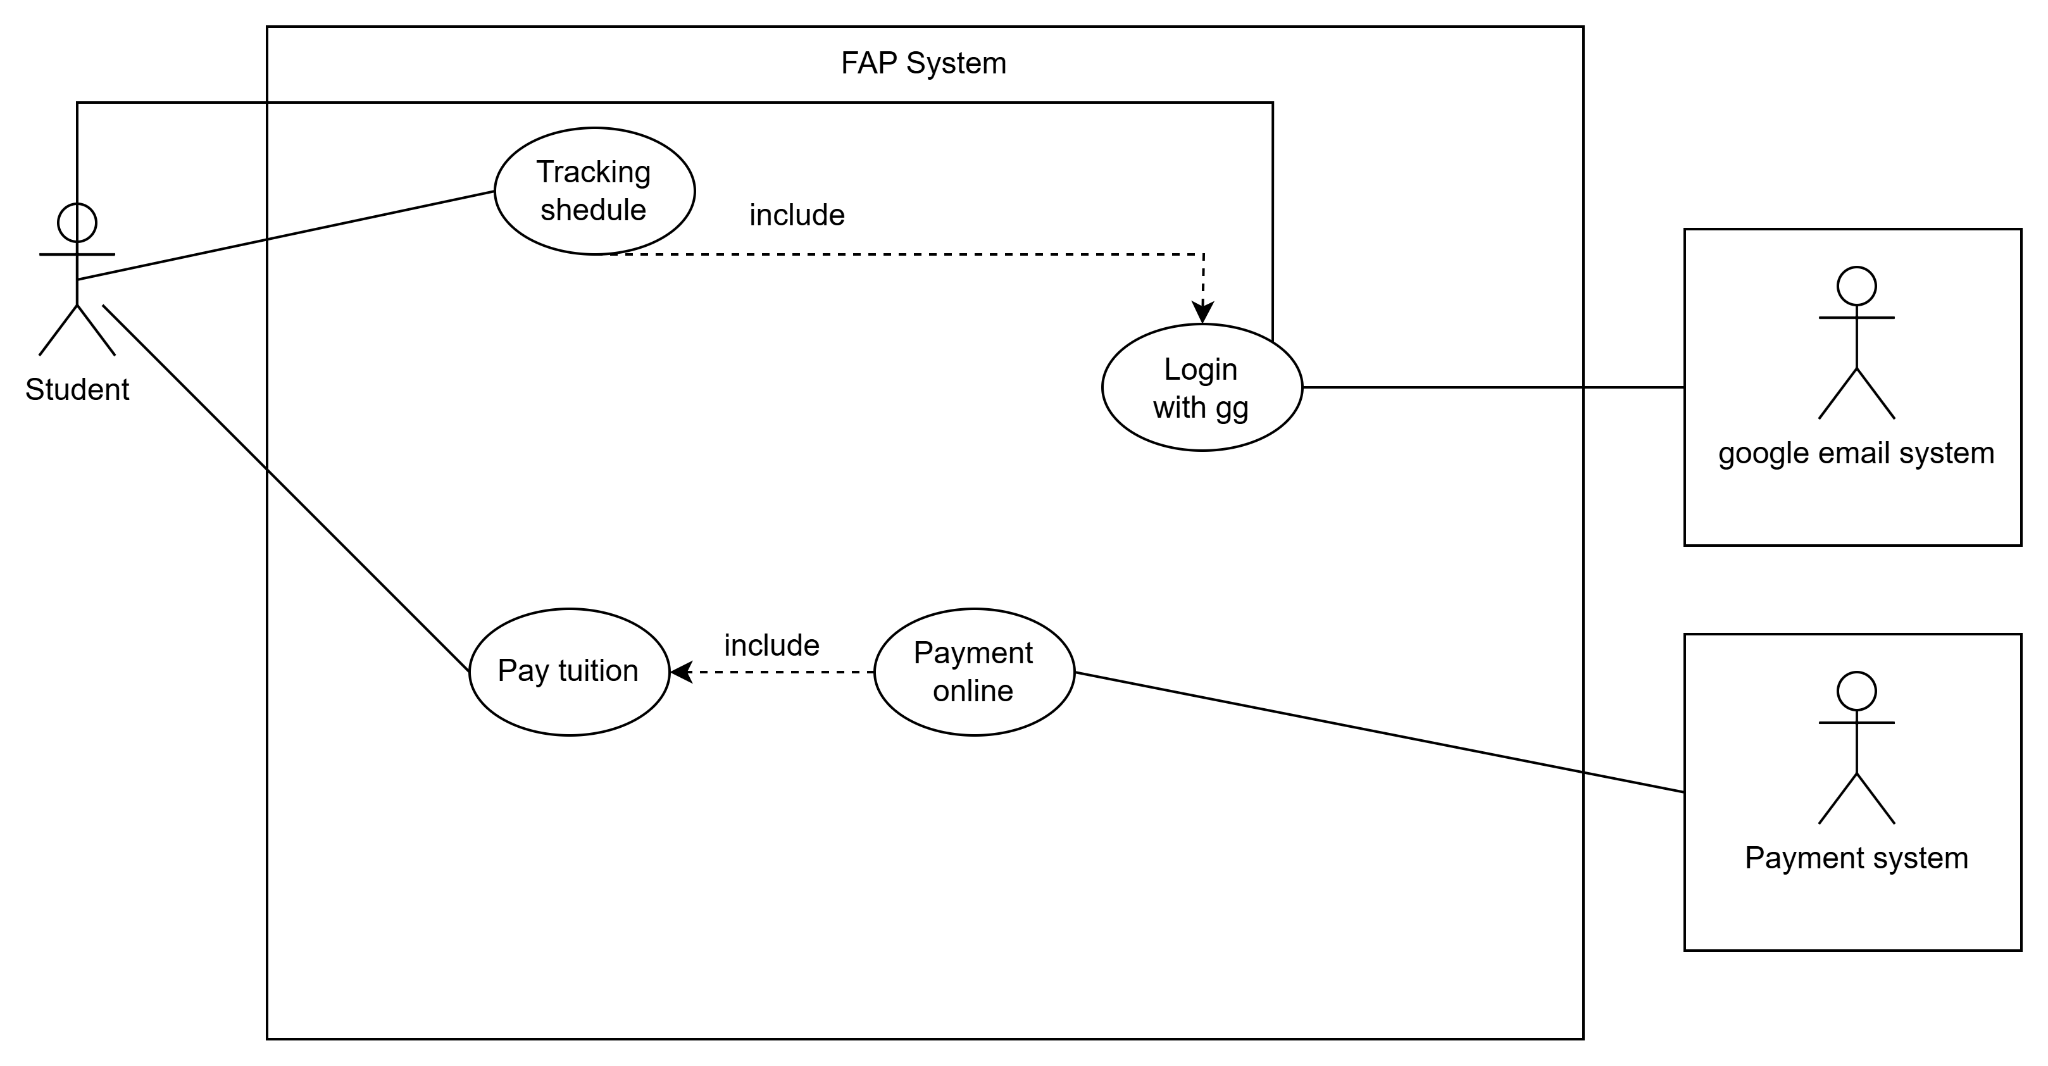 FAP System
Tracking
shedule
include
Student
Login
with gg
google email system
Pay tuition
include
Payment
online
Payment system